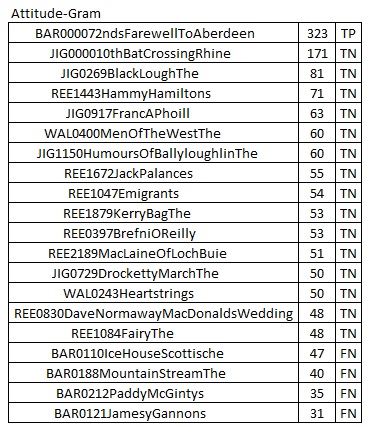 Attitude-Gram
BAR000072ndsFarewellToAberdeen 323 TP
JIG000010thBatCrossingRhine 171 TN
JIG0269BlackLoughThe 81 TN
REE1443HammyHamiltons 71 TN
JIG0917FrancAPhoill 63 TN
WAL0400MenOfTheWestThe 60 TN
JIG1150HumoursOfBallyloughlinThe 60 TN
REE1672JackPalances 55 TN
REE1047Emigrants 54 TN
REE1879KerryBagThe 53 TN
REE0397BrefniOReilly 53 TN
REE2189MacLaineOfLochBuie 51 TN
JIG0729DrockettyMarchThe 50 TN
WAL0243Heartstrings 50 TN
REE0830DaveNormawayMacDonaldsWedding 48 TN
REE1084FairyThe 48 TN
BAR0110IceHouseScottische 47 FN
BAR0188MountainStreamThe 40 FN
BAR0212PaddyMcGintys 35 FN
BAR0121JamesyGannons 31 FN